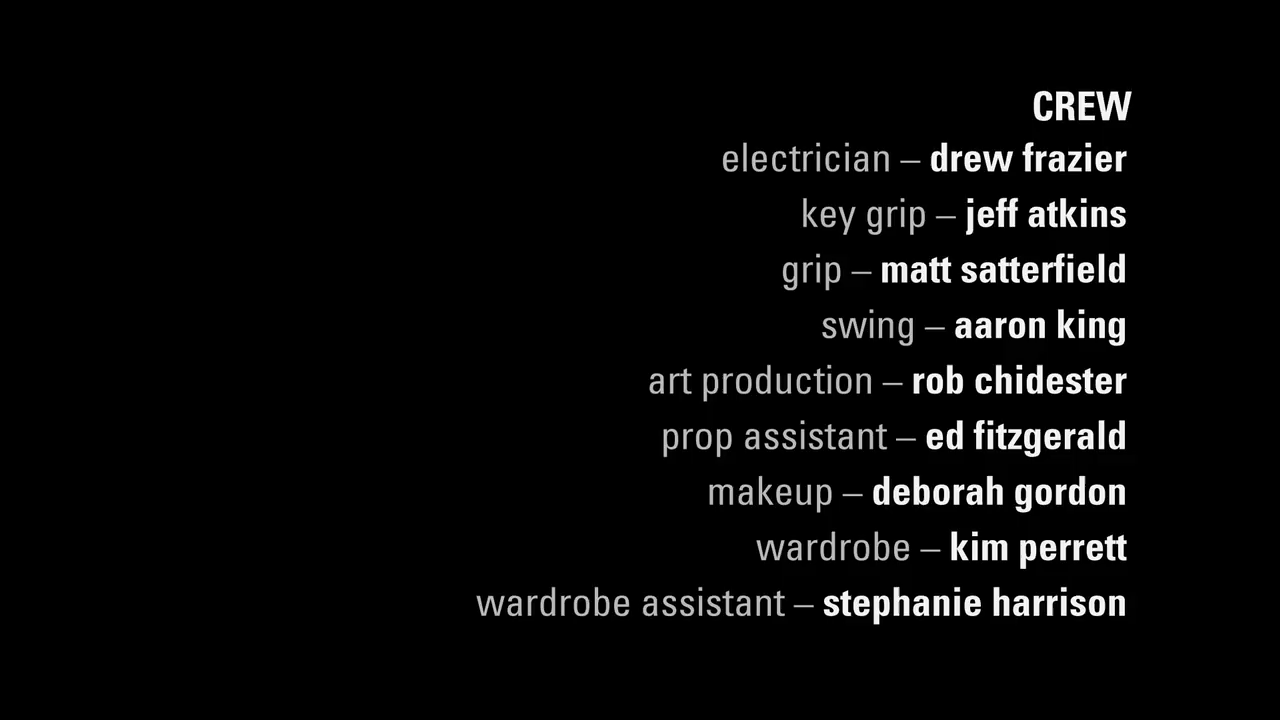 CREW
electrician – drew frazier
key grip – jeff atkins
grip – matt satterfield
swing – aaron king
art production – rob chidester
prop assistant – ed fitzgerald
makeup – deborah gordon
wardrobe – kim perrett
wardrobe assistant – stephanie harrison